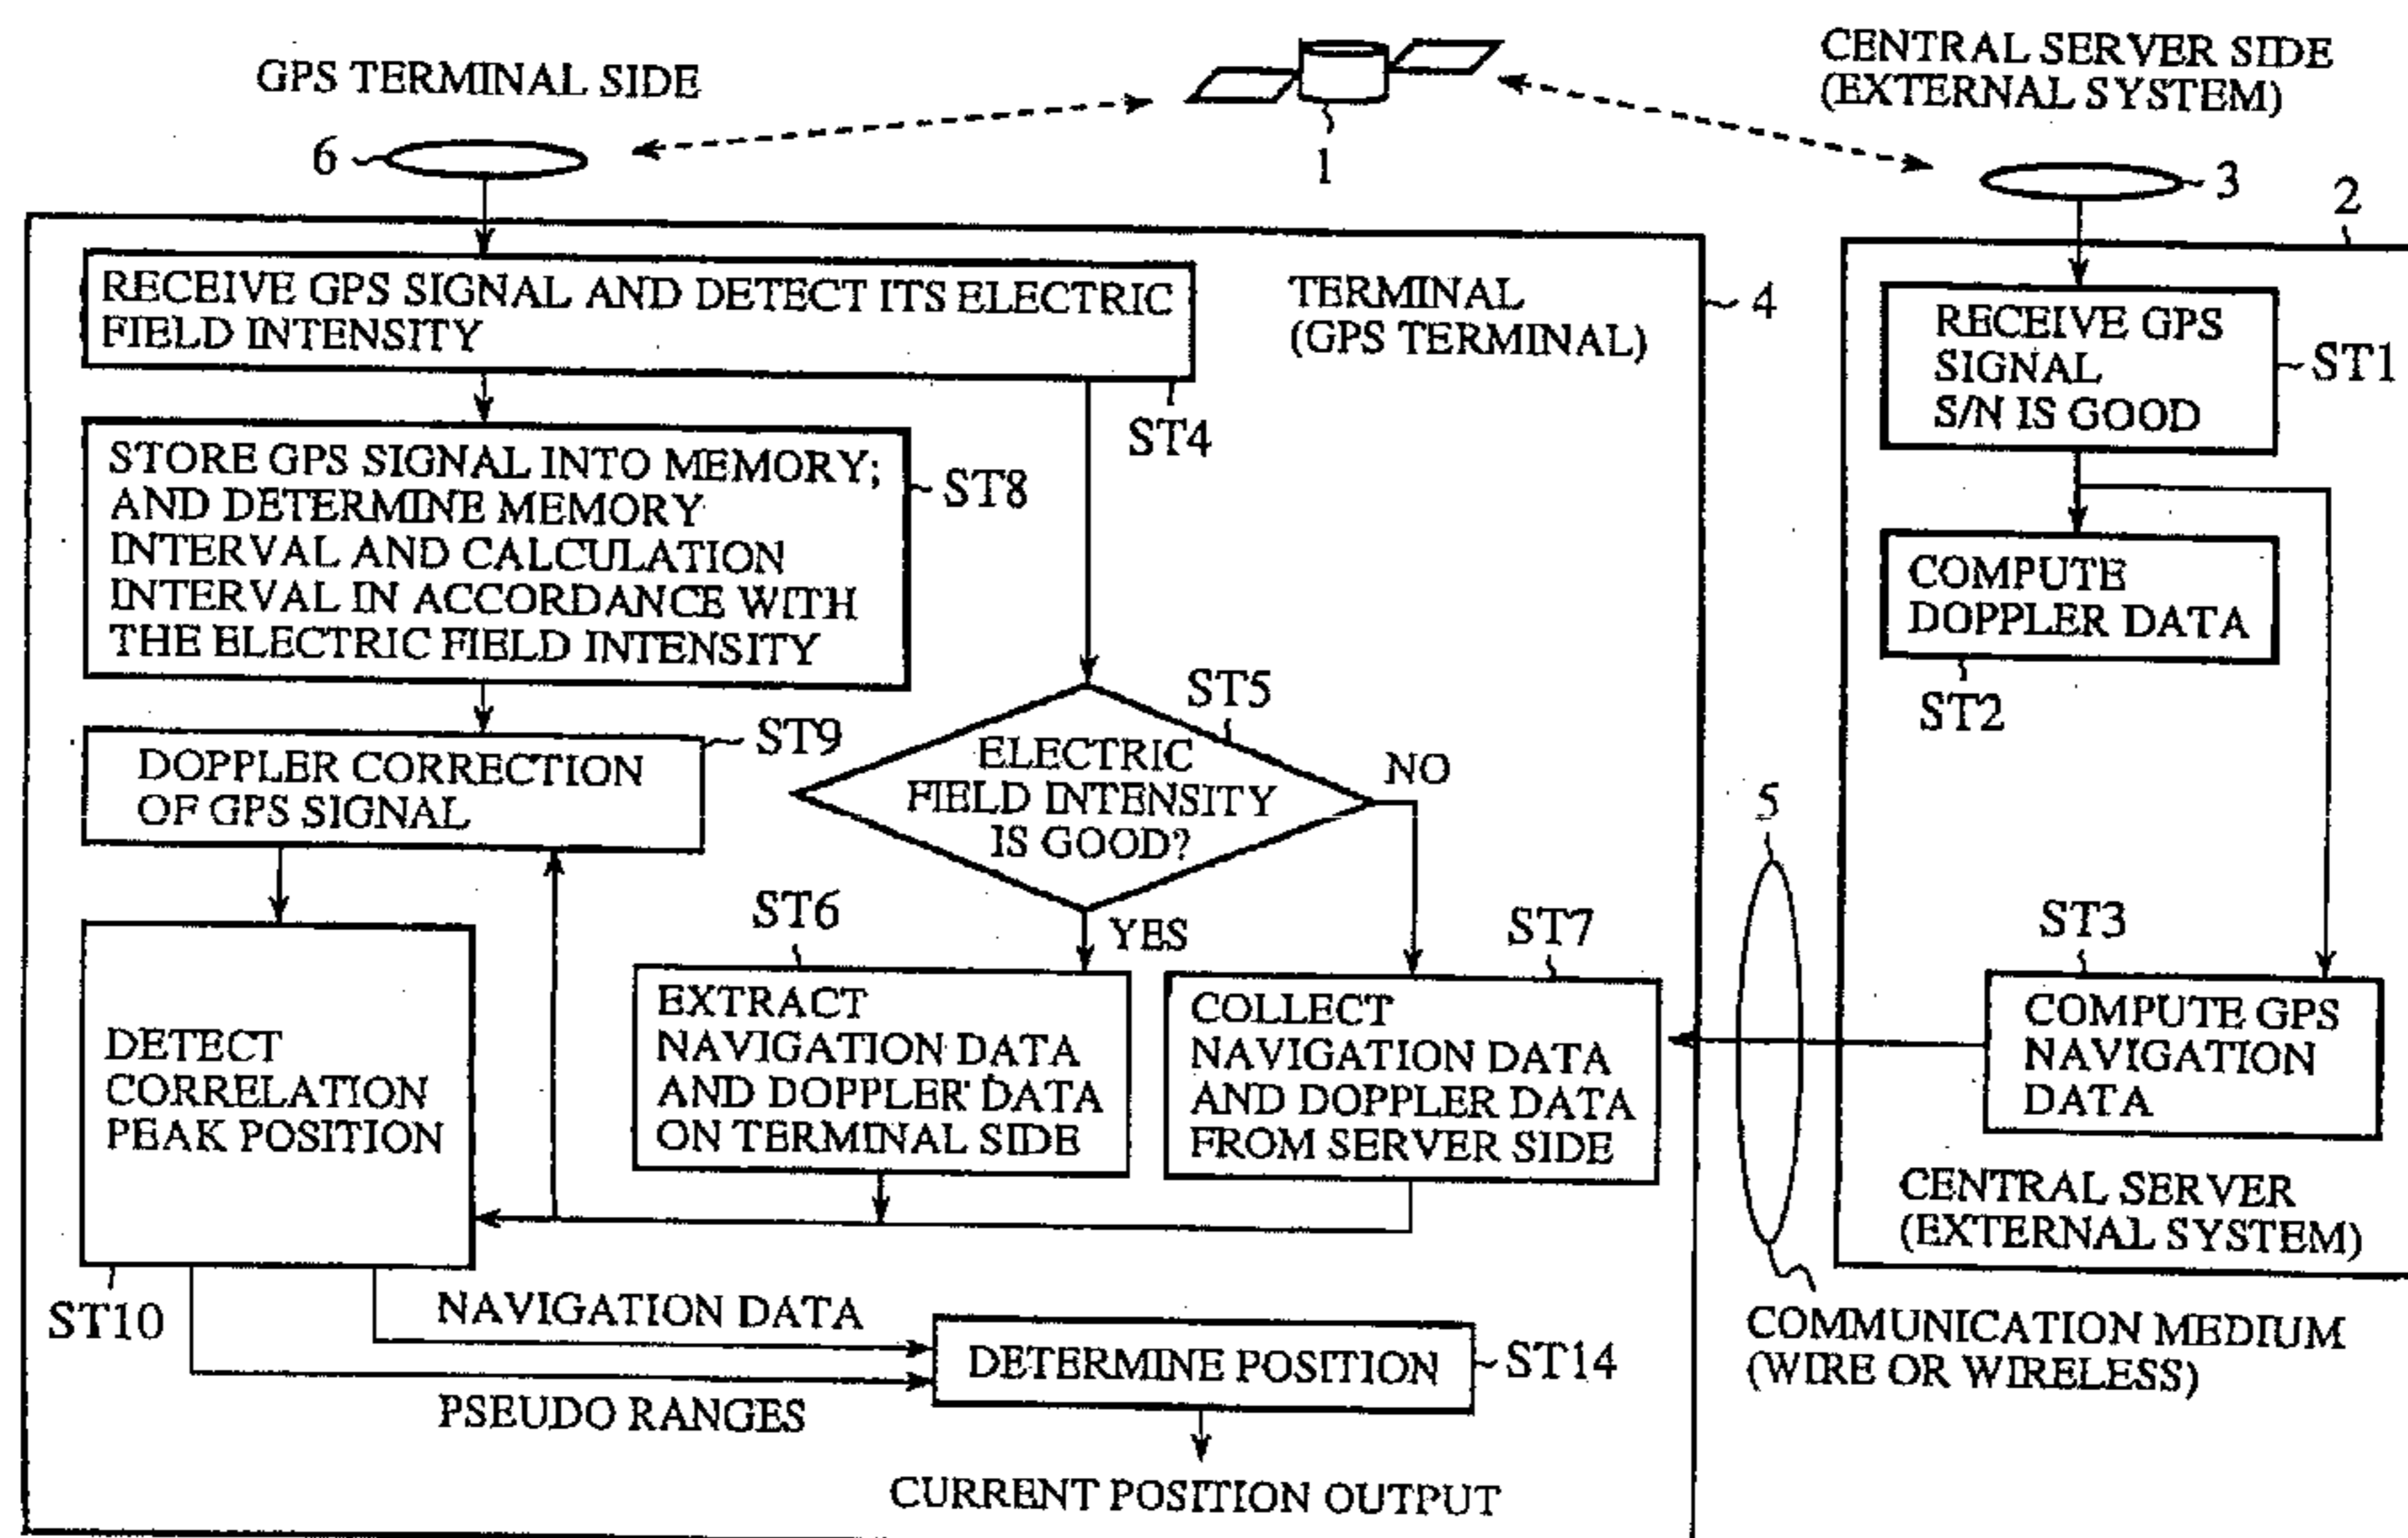 GPS TERMINAL SIDE
CENTRAL SERVER SIDE
(EXTERNAL SYSTEM)
6
1
3
2
RECEIVE GPS SIGNAL AND DETECT ITS ELECTRIC
FIELD INTENSITY
TERMINAL
(GPS TERMINAL)
4
ST4
RECEIVE GPS
SIGNAL
S/N IS GOOD
ST1
STORE GPS SIGNAL INTO MEMORY;
AND DETERMINE MEMORY
INTERVAL AND CALCULATION
INTERVAL IN ACCORDANCE WITH
THE ELECTRIC FIELD INTENSITY
ST8
COMPUTE
DOPPLER DATA
ST2
DOPPLER CORRECTION
OF GPS SIGNAL
ST9
ST5
ELECTRIC
FIELD INTENSITY
IS GOOD?
NO
YES
5
DETECT
CORRELATION
PEAK POSITION
ST10
ST6
EXTRACT
NAVIGATION DATA
AND DOPPLER DATA
ON TERMINAL SIDE
ST7
COLLECT
NAVIGATION DATA
AND DOPPLER DATA
FROM SERVER SIDE
ST3
COMPUTE GPS
NAVIGATION
DATA
CENTRAL SERVER
(EXTERNAL SYSTEM)
NAVIGATION DATA
PSEUDO RANGES
DETERMINE POSITION
ST14
COMMUNICATION MEDIUM
(WIRE OR WIRELESS)
CURRENT POSITION OUTPUT